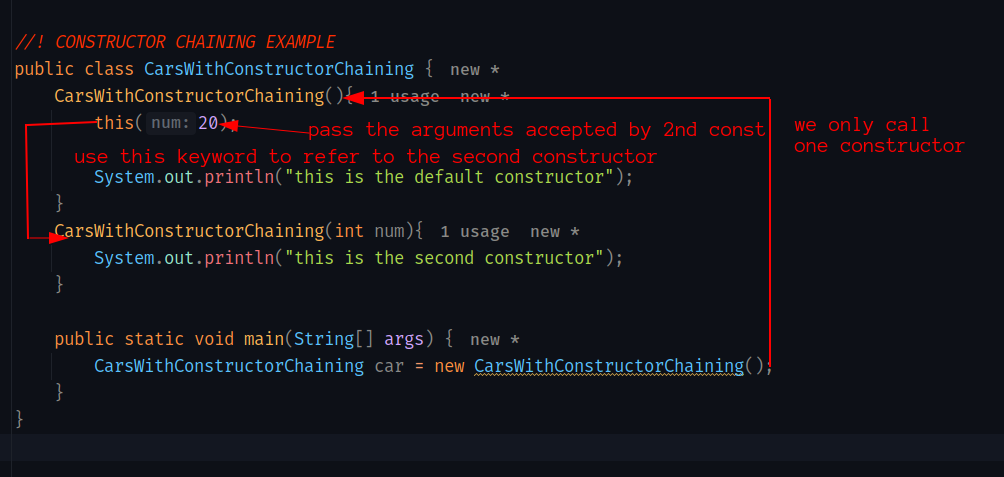 //! CONSTRUCTOR CHAINING EXAMPLE
public class CarsWithConstructorChaining { new *
CarsWithConstructorChaining(){ 1 usage new *
this( num: 20); pass the arguments accepted by 2nd const
we only call
one constructor
use this keyword to refer to the second constructor
System.out.println("this is the default constructor");
}
CarsWithConstructorChaining(int num){ 1 usage new *
System.out.println("this is the second constructor");
}
public static void main(String[] args) { new *
CarsWithConstructorChaining car = new CarsWithConstructorChaining();
}
}